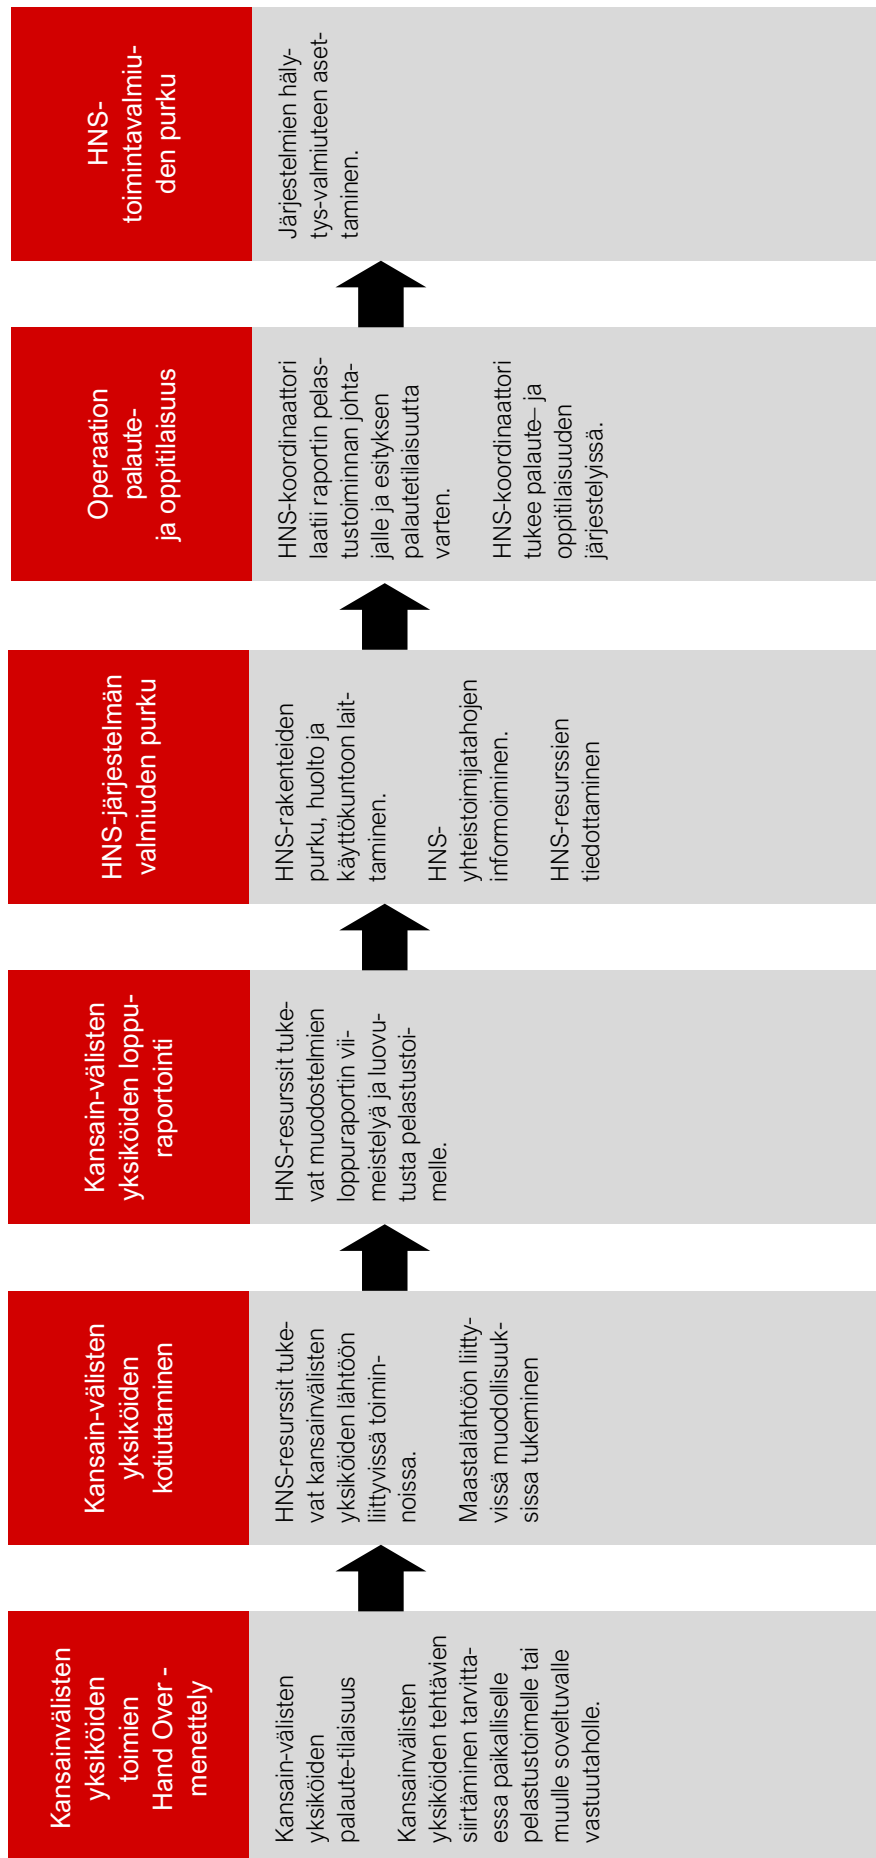 Kansainvälisten
yksiköiden
toimien
Hand Over -
menettely
Kansain-välisten
yksiköiden
palaute-tilaisuus
Kansainvälisten
yksiköiden tehtävien
siirtäminen tarvitta-
essa paikalliselle
pelastustoimelle tai
muulle soveltuvalle
vastuutaholle.
Kansain-välisten
yksiköiden
kotiuttaminen
HNS-resurssit tuke-
vat kansainvälisten
yksiköiden lähtöön
liittyvissä toimin-
noissa.
Maastalähtöön liitty-
vissä muodollisuuk-
sissa tukeminen
Kansain-välisten
yksiköiden loppu-
raportointi
HNS-resurssit tuke-
vat muodostelmien
loppuraportin vii-
meistelyä ja luovu-
tusta pelastustoi-
melle.
HNS-järjestelmän
valmiuden purku
HNS-rakenteiden
purku, huolto ja
käyttökuntoon lait-
taminen.
HNS-
yhteistoimijatahojen
informoiminen.
HNS-resurssien
tiedottaminen
Operaation
palaute-
ja oppitilaisuus
HNS-koordinaattori
laatii raportin pelas-
tustoiminnan johta-
jalle ja esityksen
palautetilaisuutta
varten.
HNS-koordinaattori
tukee palaute– ja
oppitilaisuuden
järjestelyissä.
HNS-
toimintavalmiu-
den purku
Järjestelmien häly-
tys-valmiuteen aset-
taminen.